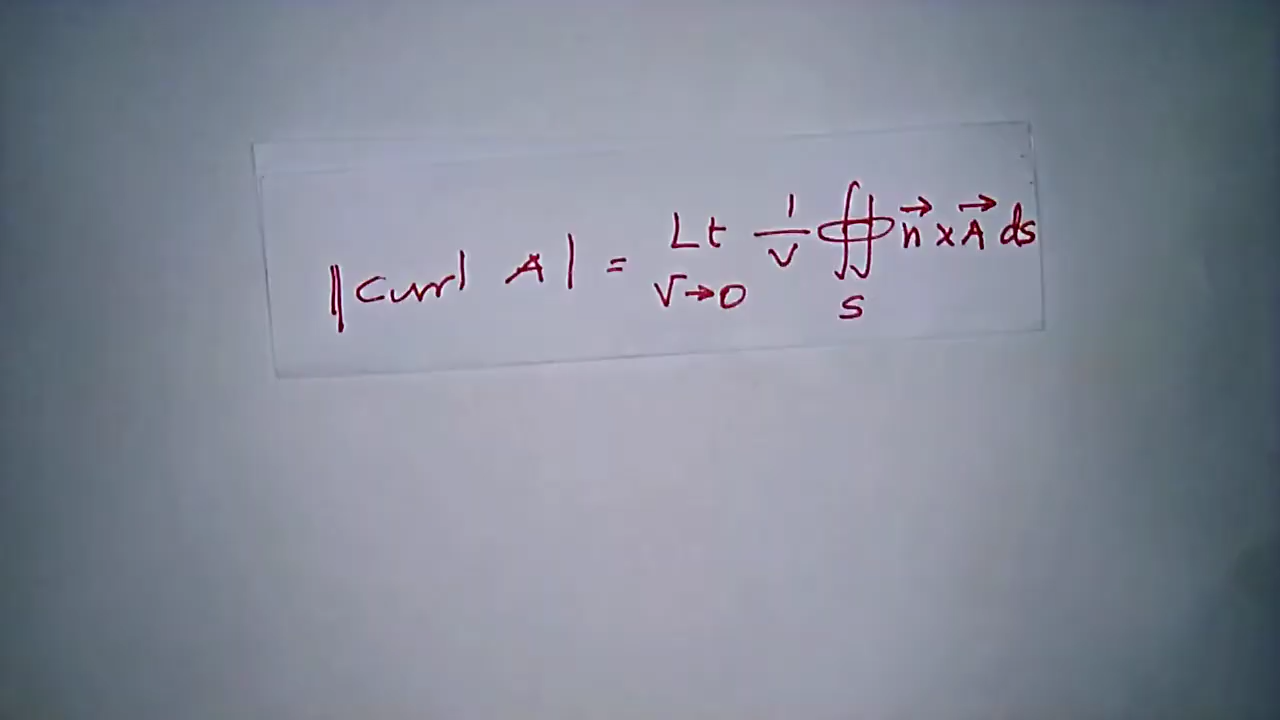 |Curl A| = Lt V→0 1/V ∯S n⃗ x A⃗ ds